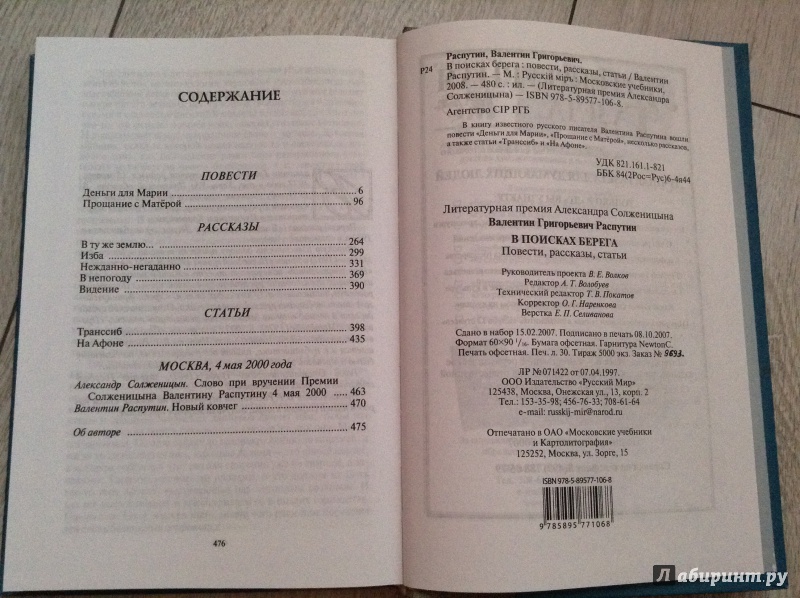 СОДЕРЖАНИЕ
ПОВЕСТИ
Деньги для Марии ........ 6
Прощание с Матёрой ........ 96
РАССКАЗЫ
В ту же землю... ........ 264
Изба ........ 299
Нежданно-негаданно ........ 331
В непогоду ........ 369
Видение ........ 390
СТАТЬИ
Транссиб ........ 398
На Афоне ........ 435
МОСКВА, 4 мая 2000 года
Александр Солженицын. Слово при вручении Премии
Солженицына Валентину Распутину 4 мая 2000 ..... 463
Валентин Распутин. Новый ковчег ........ 470
Об авторе ........ 475
476
Распутин, Валентин Григорьевич.
Р24 В поисках берега : повести, рассказы, статьи / Валентин
Распутин. — М. : Русскій міръ : Московские учебники,
2008. — 480 с. : ил. — (Литературная премия Александра
Солженицына) — ISBN 978-5-89577-106-8.
Агентство CIP РГБ
В книгу известного русского писателя Валентина Распутина вошли
повести «Деньги для Марии», «Прощание с Матёрой», несколько рассказов,
а также статьи «Транссиб» и «На Афоне».
УДК 821.161.1-821
ББК 84(2Рос=Рус)6-4я44
Литературная премия Александра Солженицына
Валентин Григорьевич Распутин
В ПОИСКАХ БЕРЕГА
Повести, рассказы, статьи
Руководитель проекта В. Е. Волков
Редактор А. Т. Волобуев
Технический редактор Т. В. Покатов
Корректор О. Г. Наренкова
Верстка Е. П. Селиванова
Сдано в набор 15.02.2007. Подписано в печать 08.10.2007.
Формат 60×90 1/16. Бумага офсетная. Гарнитура NewtonC.
Печать офсетная. Печ. л. 30. Тираж 5000 экз. Заказ № 9693.
ЛР № 071422 от 07.04.1997.
ООО Издательство «Русский Мир»
125438, Москва, Онежская ул., 13, корп. 2
Тел.: 153-35-98; 456-76-33; 708-61-64
e-mail: russkij-mir@narod.ru
Отпечатано в ОАО «Московские учебники
и Картолитография»
125252, Москва, ул. Зорге, 15
ISBN 978-5-89577-106-8
9 785895 771068
Лабиринт.ру